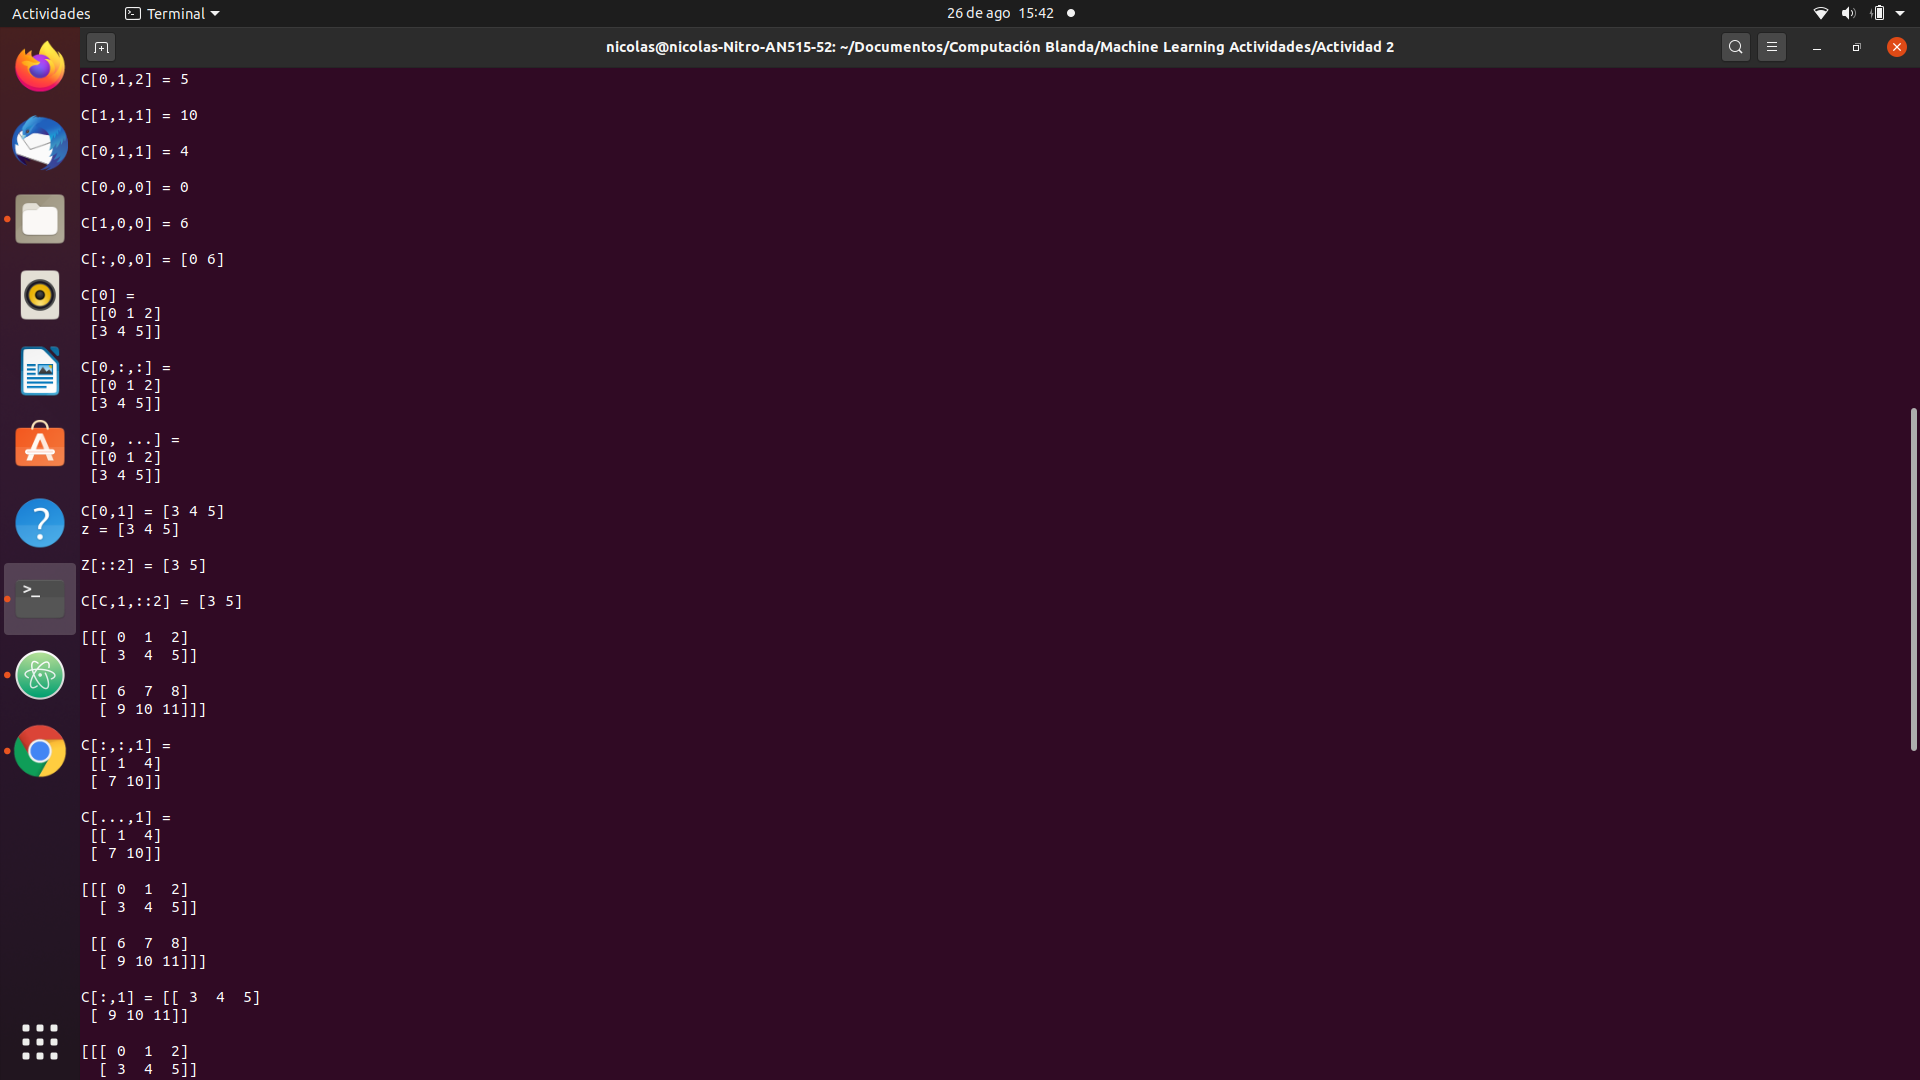 Actividades
Terminal
26 de ago 15:42
nicolas@nicolas-Nitro-AN515-52: ~/Documentos/Computación Blanda/Machine Learning Actividades/Actividad 2
C[0,1,2] = 5
C[1,1,1] = 10
C[0,1,1] = 4
C[0,0,0] = 0
C[1,0,0] = 6
C[:,0,0] = [0 6]
C[0] =
[[0 1 2]
[3 4 5]]
C[0,:,:] =
[[0 1 2]
[3 4 5]]
C[0, ...] =
[[0 1 2]
[3 4 5]]
C[0,1] = [3 4 5]
z = [3 4 5]
Z[::2] = [3 5]
C[C,1,::2] = [3 5]
[[[ 0  1  2]
[ 3  4  5]]
[[ 6  7  8]
[ 9 10 11]]]
C[:,:,1] =
[[ 1  4]
[ 7 10]]
C[...,1] =
[[ 1  4]
[ 7 10]]
[[[ 0  1  2]
[ 3  4  5]]
[[ 6  7  8]
[ 9 10 11]]]
C[:,1] = [[ 3  4  5]
[ 9 10 11]]
[[[ 0  1  2]
[ 3  4  5]]